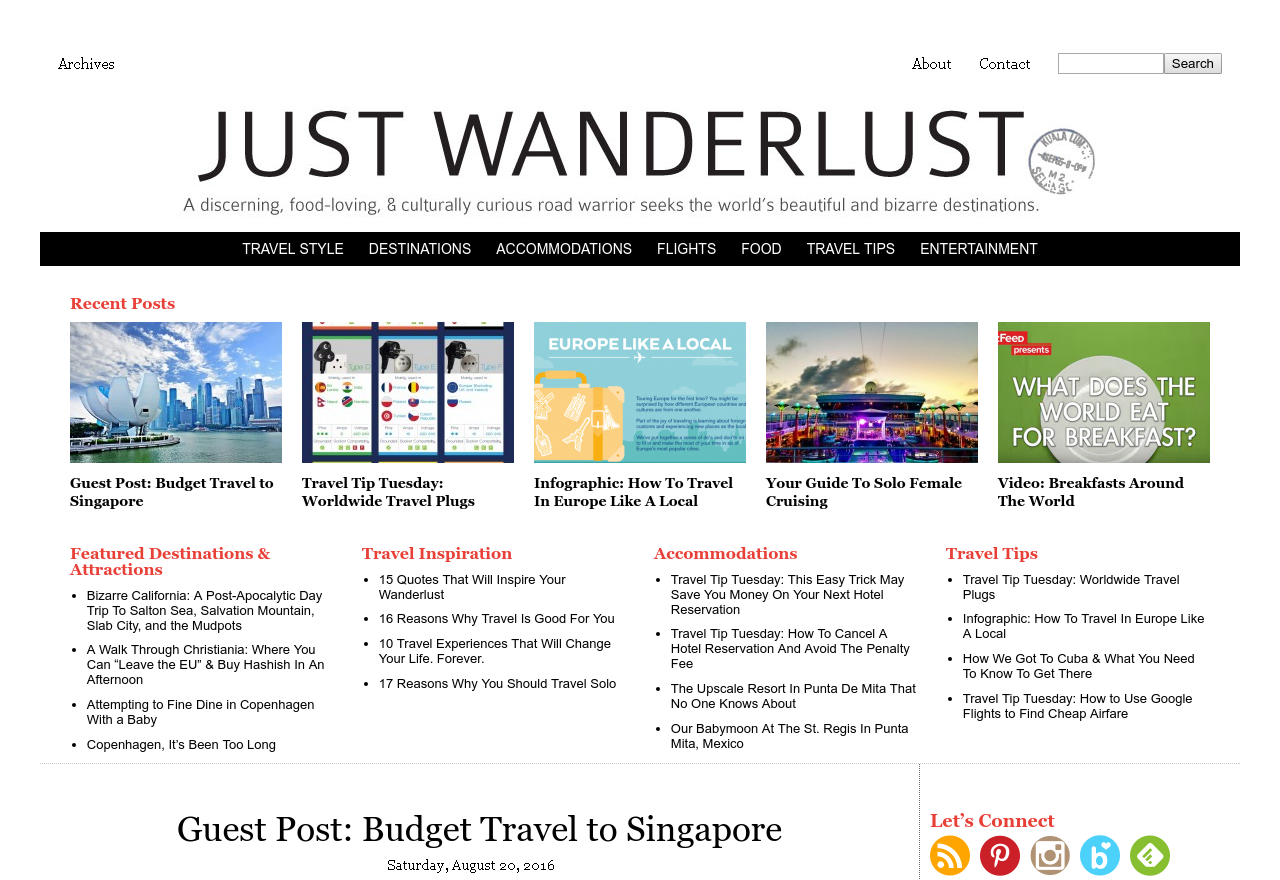 Archives
About
Contact
Search
JUST WANDERLUST
A discerning, food-loving, & culturally curious road warrior seeks the world's beautiful and bizarre destinations.
TRAVEL STYLE
DESTINATIONS
ACCOMMODATIONS
FLIGHTS
FOOD
TRAVEL TIPS
ENTERTAINMENT
Recent Posts
EUROPE LIKE A LOCAL
presents
WHAT DOES THE
WORLD EAT
FOR BREAKFAST?
Guest Post: Budget Travel to
Singapore
Travel Tip Tuesday:
Worldwide Travel Plugs
Infographic: How To Travel
In Europe Like A Local
Your Guide To Solo Female
Cruising
Video: Breakfasts Around
The World
Featured Destinations &
Attractions
Bizarre California: A Post-Apocalytic Day
Trip To Salton Sea, Salvation Mountain,
Slab City, and the Mudpots
A Walk Through Christiania: Where You
Can “Leave the EU” & Buy Hashish In An
Afternoon
Attempting to Fine Dine in Copenhagen
With a Baby
Copenhagen, It’s Been Too Long
Travel Inspiration
15 Quotes That Will Inspire Your
Wanderlust
16 Reasons Why Travel Is Good For You
10 Travel Experiences That Will Change
Your Life. Forever.
17 Reasons Why You Should Travel Solo
Accommodations
Travel Tip Tuesday: This Easy Trick May
Save You Money On Your Next Hotel
Reservation
Travel Tip Tuesday: How To Cancel A
Hotel Reservation And Avoid The Penalty
Fee
The Upscale Resort In Punta De Mita That
No One Knows About
Our Babymoon At The St. Regis In Punta
Mita, Mexico
Travel Tips
Travel Tip Tuesday: Worldwide Travel
Plugs
Infographic: How To Travel In Europe Like
A Local
How We Got To Cuba & What You Need
To Know To Get There
Travel Tip Tuesday: How to Use Google
Flights to Find Cheap Airfare
Guest Post: Budget Travel to Singapore
Saturday, August 20, 2016
Let’s Connect